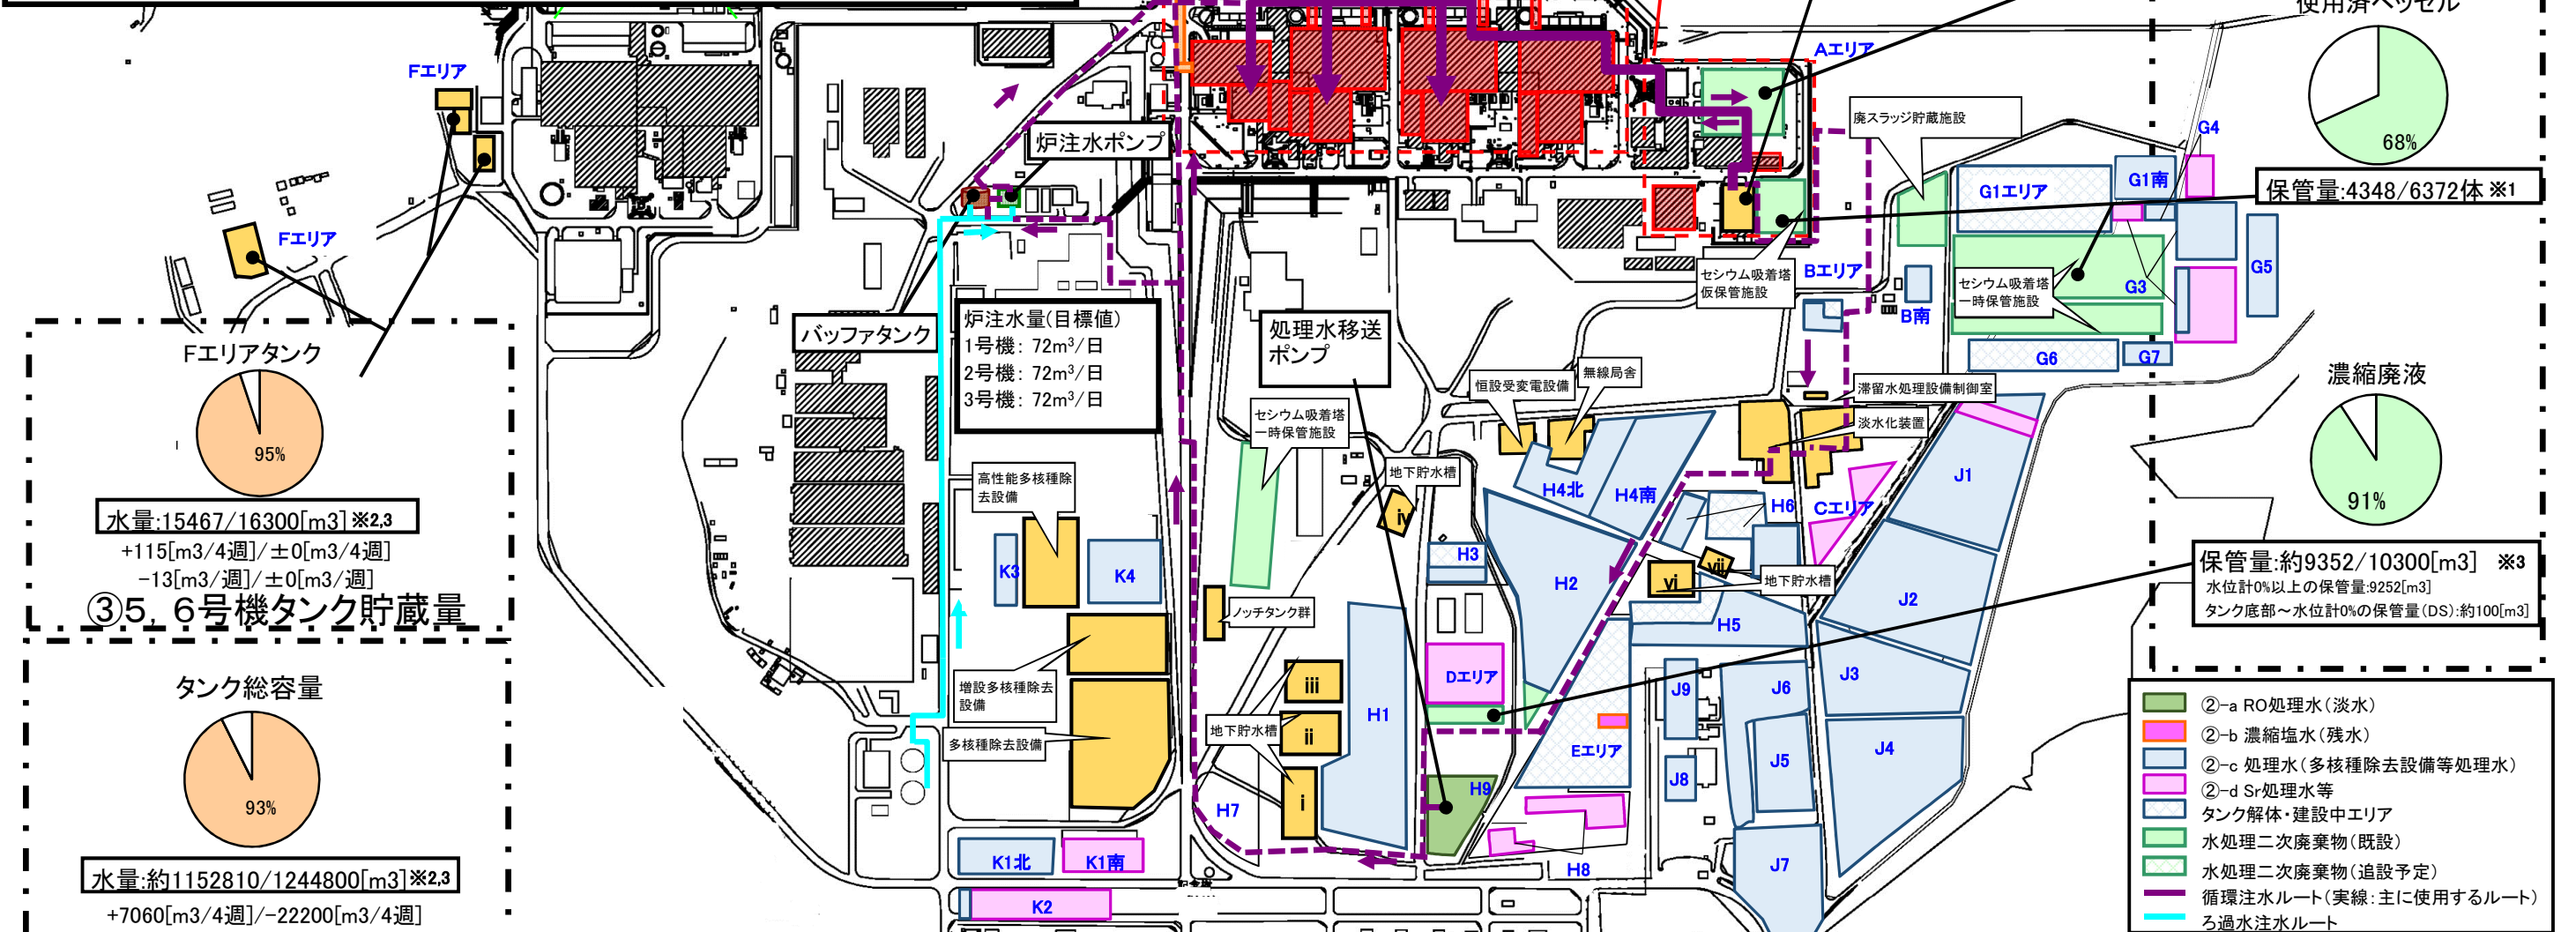 使用済ベッセル
68%
保管量:4348/6372体 ※1
Aエリア
Fエリア
廃スラッジ貯蔵施設
G4
炉注水ポンプ
G1エリア
G1南
Fエリア
セシウム吸着塔
仮保管施設
Bエリア
B南
セシウム吸着塔
一時保管施設
G3
G5
G6
G7
バッファタンク
炉注水量(目標値)
1号機: 72m³/日
2号機: 72m³/日
3号機: 72m³/日
処理水移送
ポンプ
Fエリアタンク
95%
水量:15467/16300[m3]※2,3
+115[m3/4週]/±0[m3/4週]
-13[m3/週]/±0[m3/週]
③5, 6号機タンク貯蔵量
恒設受変電設備
無線局舎
滞留水処理設備制御室
淡水化装置
濃縮廃液
91%
保管量:約9352/10300[m3] ※3
水位計0%以上の保管量:9252[m3]
タンク底部~水位計0%の保管量(DS):約100[m3]
セシウム吸着塔
一時保管施設
高性能多核種除
去設備
地下貯水槽
iv
H4北
H4南
H6
Cエリア
J1
K3
K4
H3
H2
vi
vii
地下貯水槽
J2
ノッチタンク群
H5
タンク総容量
93%
水量:約1152810/1244800[m3]※2,3
+7060[m3/4週]/-22200[m3/4週]
増設多核種除去
設備
多核種除去設備
iii
ii
i
地下貯水槽
H1
Dエリア
J9
J6
J3
Eエリア
J8
J5
J4
H7
H9
H8
J7
K1北
K1南
K2
②-a RO処理水(淡水)
②-b 濃縮塩水(残水)
②-c 処理水(多核種除去設備等処理水)
②-d Sr処理水等
タンク解体・建設中エリア
水処理二次廃棄物(既設)
水処理二次廃棄物(追設予定)
循環注水ルート(実線:主に使用するルート)
ろ過水注水ルート